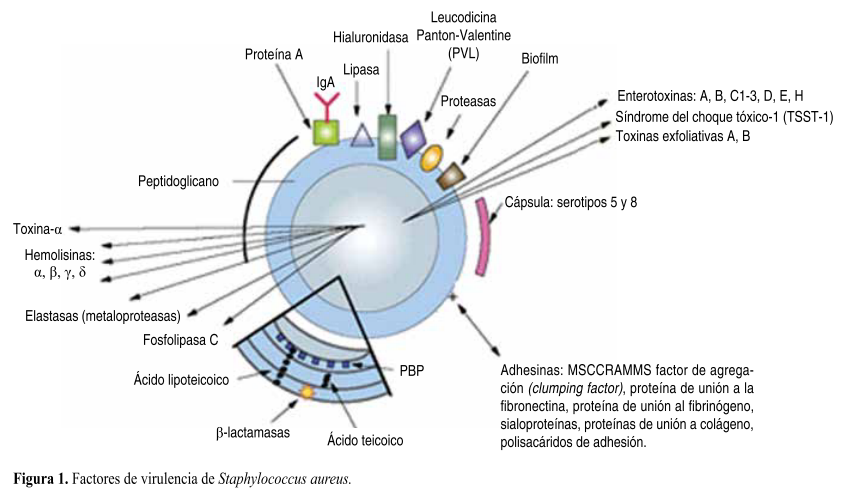 Leucodicina
Panton-Valentine
(PVL)
Hialuronidasa
Proteína A
Lipasa
IgA
Biofilm
Proteasas
Enterotoxinas: A, B, C1-3, D, E, H
Síndrome del choque tóxico-1 (TSST-1)
Toxinas exfoliativas A, B
Peptidoglicano
Cápsula: serotipos 5 y 8
Toxina-α
Hemolisinas:
α, β, γ, δ
Elastasas (metaloproteasas)
Fosfolipasa C
PBP
Ácido lipoteicoico
β-lactamasas
Ácido teicoico
Adhesinas: MSCCRAMMS factor de agrega-
ción (clumping factor), proteína de unión a la
fibronectina, proteína de unión al fibrinógeno,
sialoproteínas, proteínas de unión a colágeno,
polisacáridos de adhesión.
Figura 1. Factores de virulencia de Staphylococcus aureus.